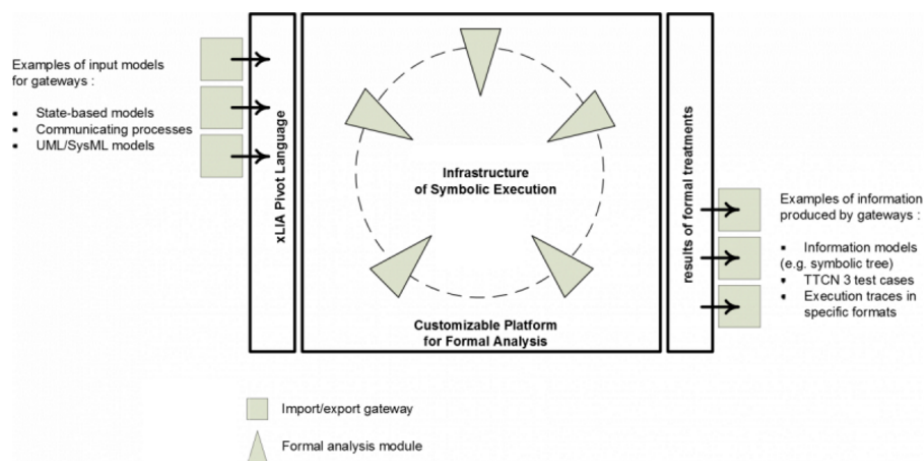 Examples of input models
for gateways :
• State-based models
• Communicating processes
• UML/SysML models
xLIA Pivot Language
Infrastructure
of Symbolic Execution
Customizable Platform
for Formal Analysis
results of formal treatments
Examples of information
produced by gateways :
• Information models
(e.g. symbolic tree)
• TTCN 3 test cases
• Execution traces in
specific formats
Import/export gateway
Formal analysis module